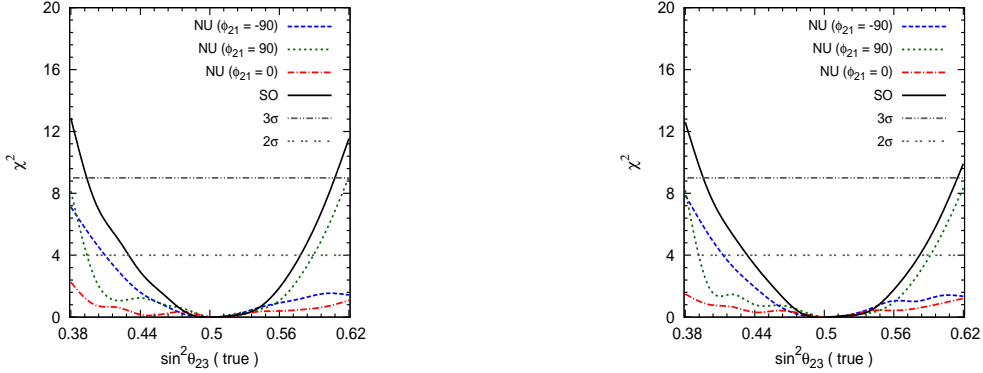 20
16
12
8
4
0
χ²
NU (ϕ₂₁ = -90)
NU (ϕ₂₁ = 90)
NU (ϕ₂₁ = 0)
SO
3σ
2σ
0.38 0.44 0.5 0.56 0.62
sin²θ₂₃ ( true )
20
16
12
8
4
0
χ²
NU (ϕ₂₁ = -90)
NU (ϕ₂₁ = 90)
NU (ϕ₂₁ = 0)
SO
3σ
2σ
0.38 0.44 0.5 0.56 0.62
sin²θ₂₃ ( true )